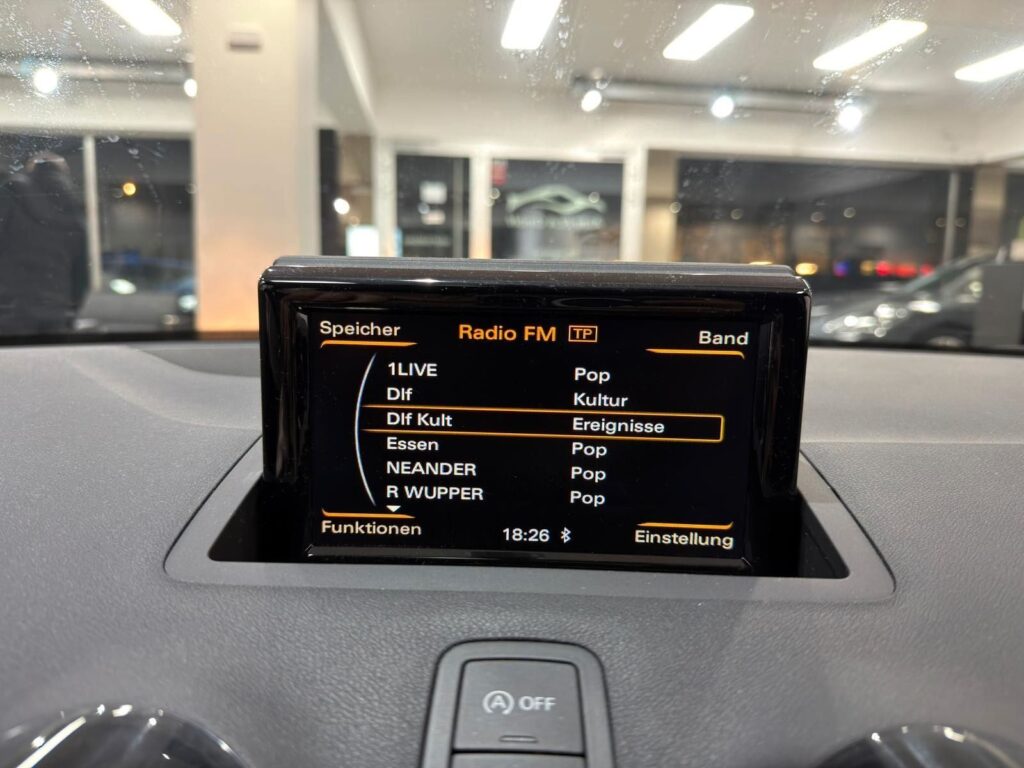 Speicher Radio FM TP Band
1LIVE Pop
Dlf Kultur
Dlf Kult Ereignisse
Essen Pop
NEANDER Pop
R WUPPER Pop
Funktionen 18:26 Einstellung
A OFF